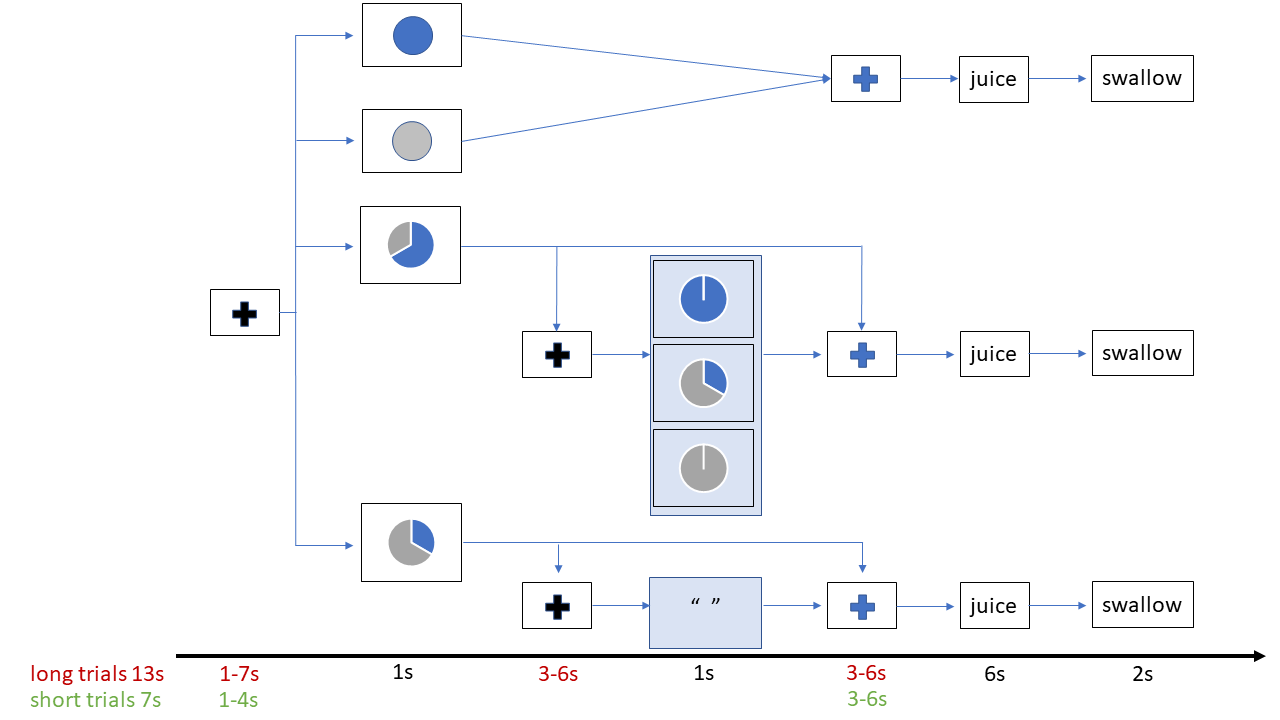 juice
swallow
juice
swallow
“ ”
juice
swallow
long trials 13s
1-7s
1s
3-6s
1s
3-6s
6s
2s
short trials 7s
1-4s
3-6s